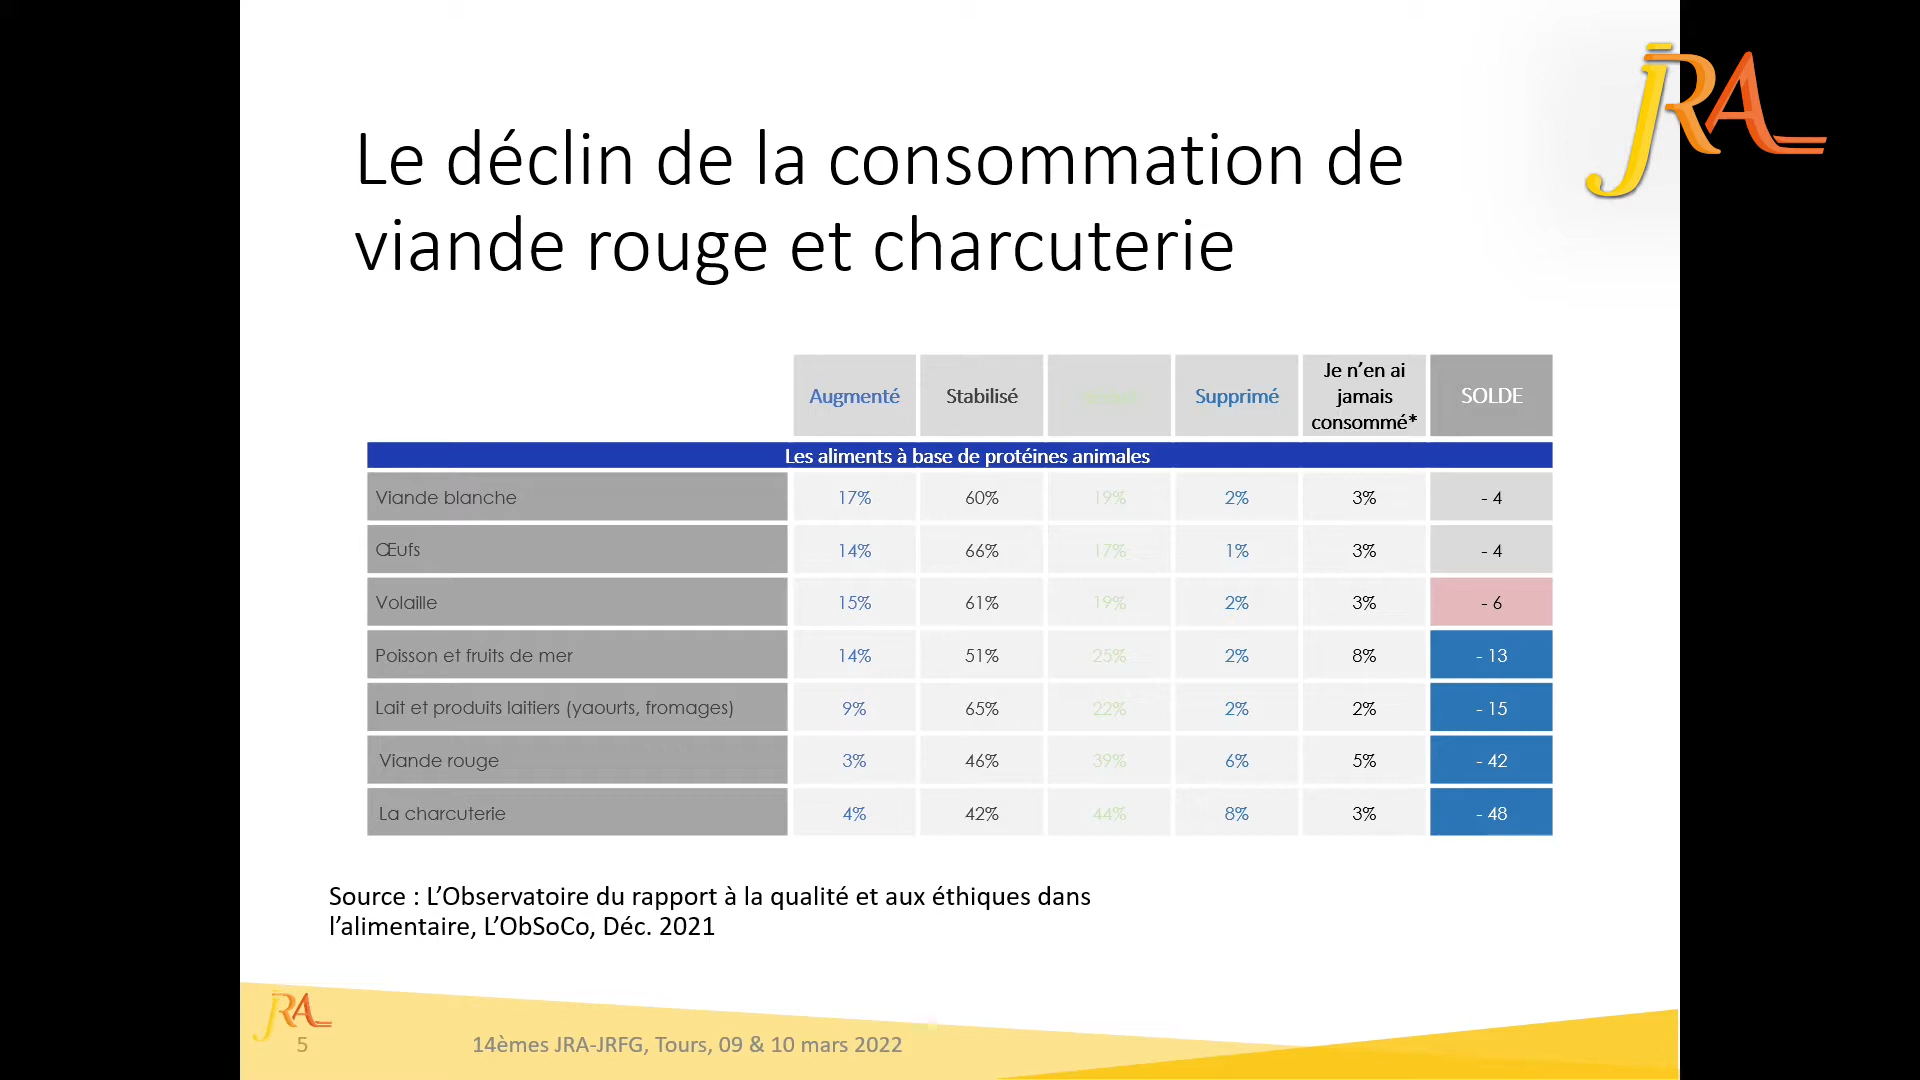 JRA
Le déclin de la consommation de
viande rouge et charcuterie
Augmenté Stabilisé Supprimé Je n’en ai jamais consommé* SOLDE
Les aliments à base de protéines animales
Viande blanche 17% 60% 19% 2% 3% - 4
Œufs 14% 66% 17% 1% 3% - 4
Volaille 15% 61% 19% 2% 3% - 6
Poisson et fruits de mer 14% 51% 25% 2% 8% - 13
Lait et produits laitiers (yaourts, fromages) 9% 65% 22% 2% 2% - 15
Viande rouge 3% 46% 39% 6% 5% - 42
La charcuterie 4% 42% 44% 8% 3% - 48
Source : L’Observatoire du rapport à la qualité et aux éthiques dans
l’alimentaire, L’ObSoCo, Déc. 2021
JRA
5
14èmes JRA-JRFG, Tours, 09 & 10 mars 2022